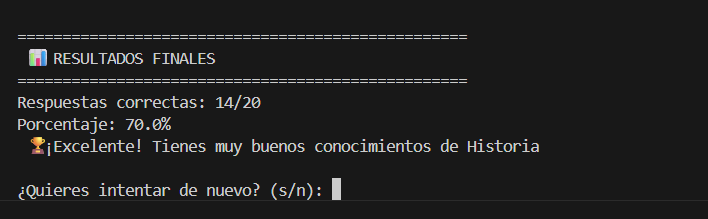 ==================================================
📊 RESULTADOS FINALES
==================================================
Respuestas correctas: 14/20
Porcentaje: 70.0%
🏆¡Excelente! Tienes muy buenos conocimientos de Historia
¿Quieres intentar de nuevo? (s/n):